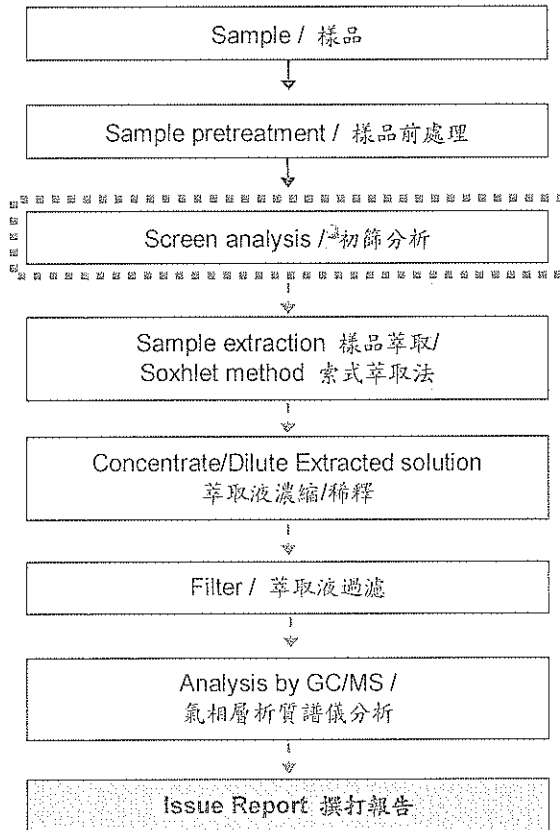 Sample / 樣品
Sample pretreatment / 樣品前處理
Screen analysis / 初篩分析
Sample extraction 樣品萃取/
Soxhlet method 索式萃取法
Concentrate/Dilute Extracted solution
萃取液濃縮/稀釋
Filter / 萃取液過濾
Analysis by GC/MS /
氣相層析質譜儀分析
Issue Report 撰打報告